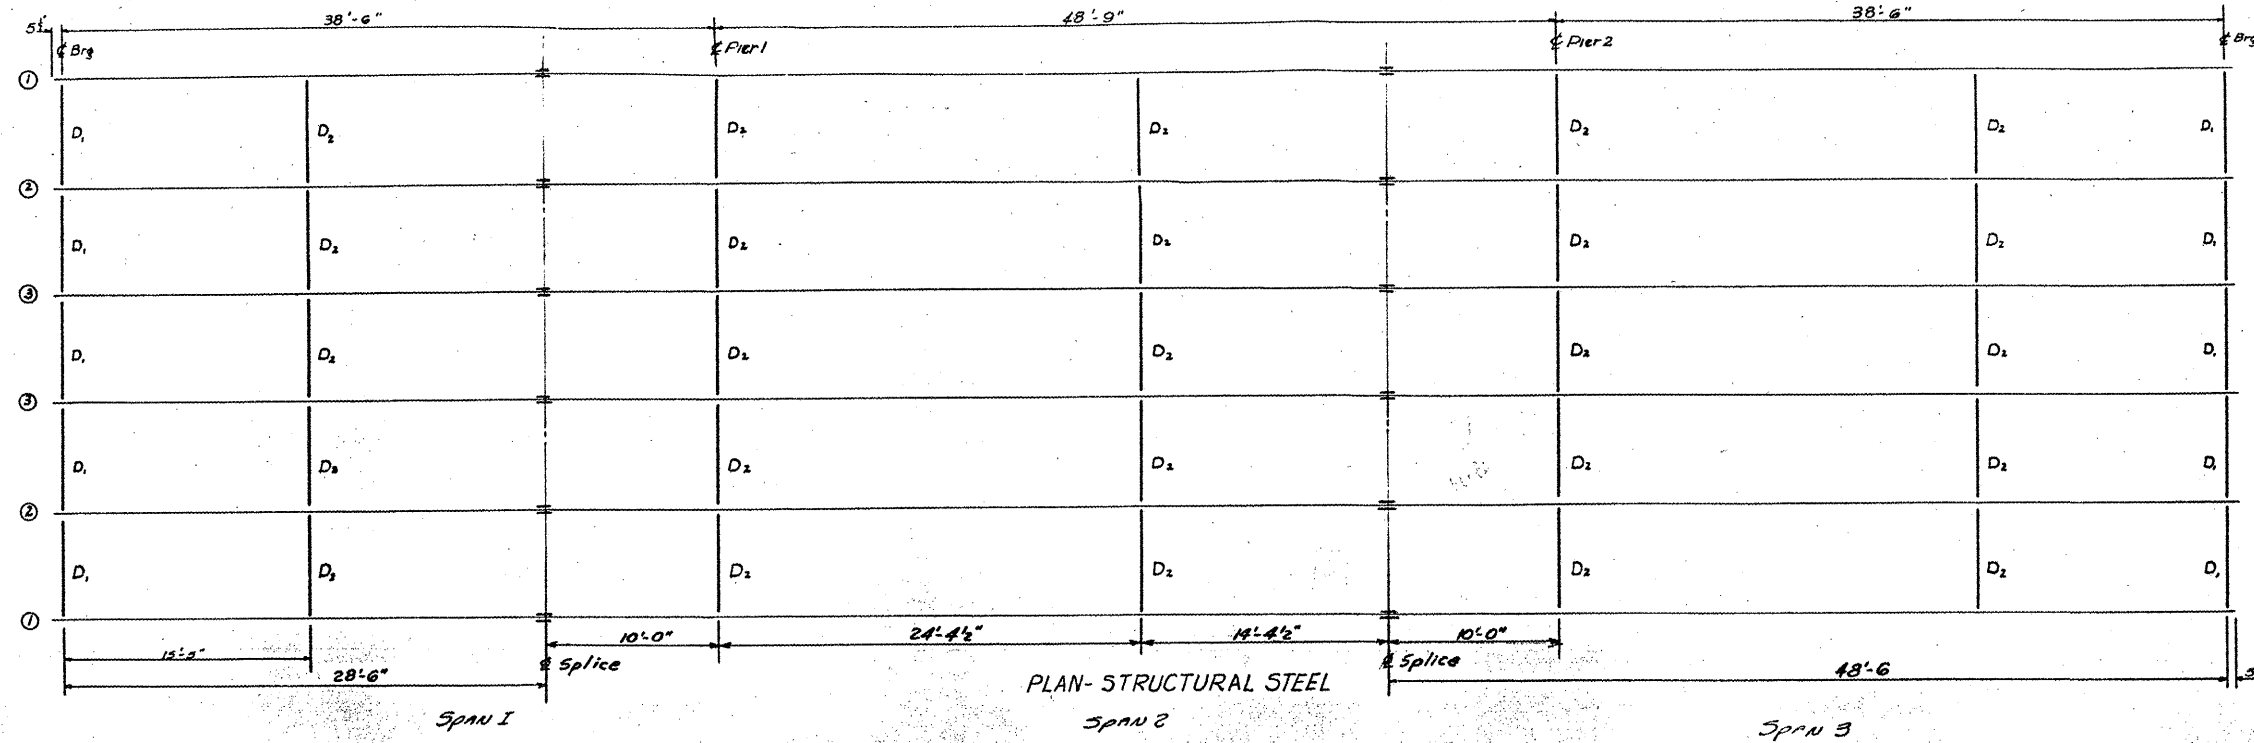 38'-6" 48'-9" 38'-6"
℄ Brg ℄ Pier 1 ℄ Pier 2 ℄ Brg
①
D₁ D₂ D₂ D₂ D₂ D₂ D₁
②
D₁ D₂ D₂ D₂ D₂ D₂ D₁
③
D₁ D₂ D₂ D₂ D₂ D₂ D₁
③
D₁ D₂ D₂ D₂ D₂ D₂ D₁
②
D₁ D₂ D₂ D₂ D₂ D₂ D₁
①
10'-0" 24'-4½" 14'-4½" 10'-0"
15'-5"
℄ Splice ℄ Splice
28'-6" 48'-6
PLAN- STRUCTURAL STEEL
SPAN 1 SPAN 2 SPAN 3